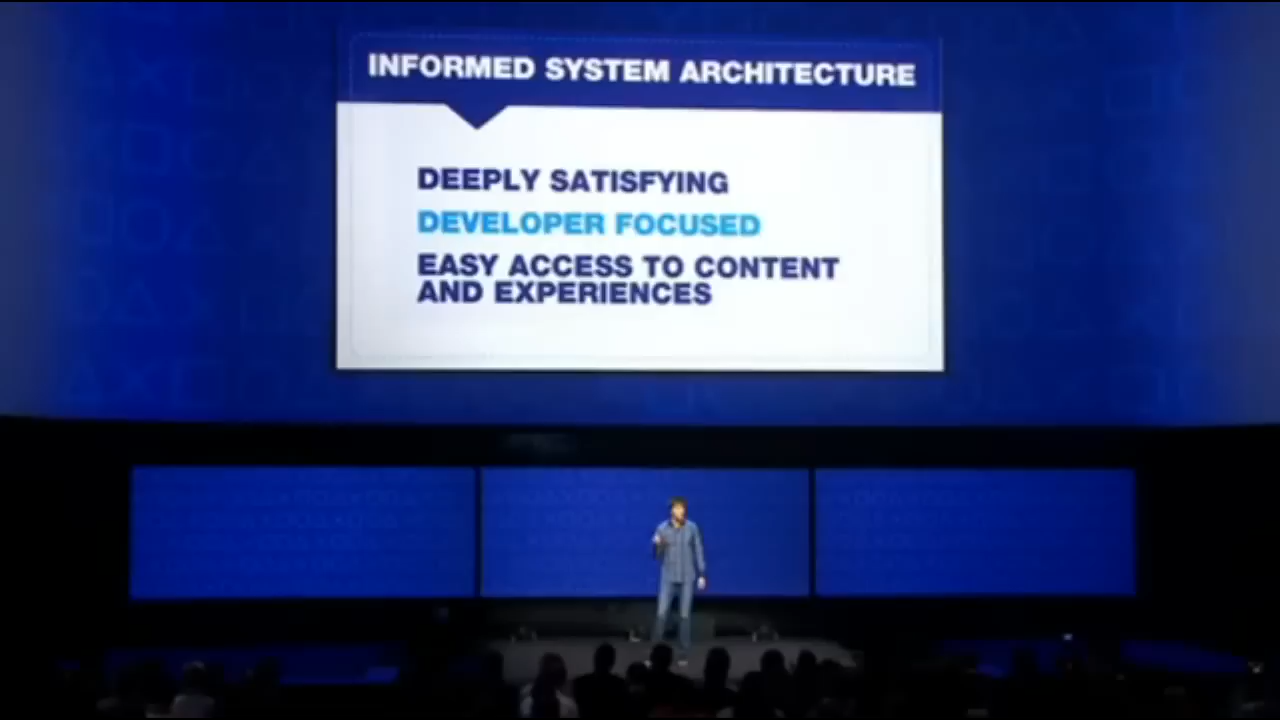 INFORMED SYSTEM ARCHITECTURE
DEEPLY SATISFYING
DEVELOPER FOCUSED
EASY ACCESS TO CONTENT
AND EXPERIENCES